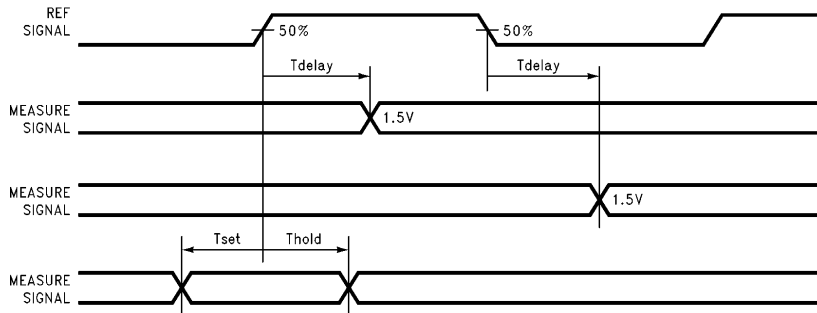 REF
SIGNAL
50%
50%
Tdelay
Tdelay
MEASURE
SIGNAL
1.5V
MEASURE
SIGNAL
1.5V
Tset
Thold
MEASURE
SIGNAL